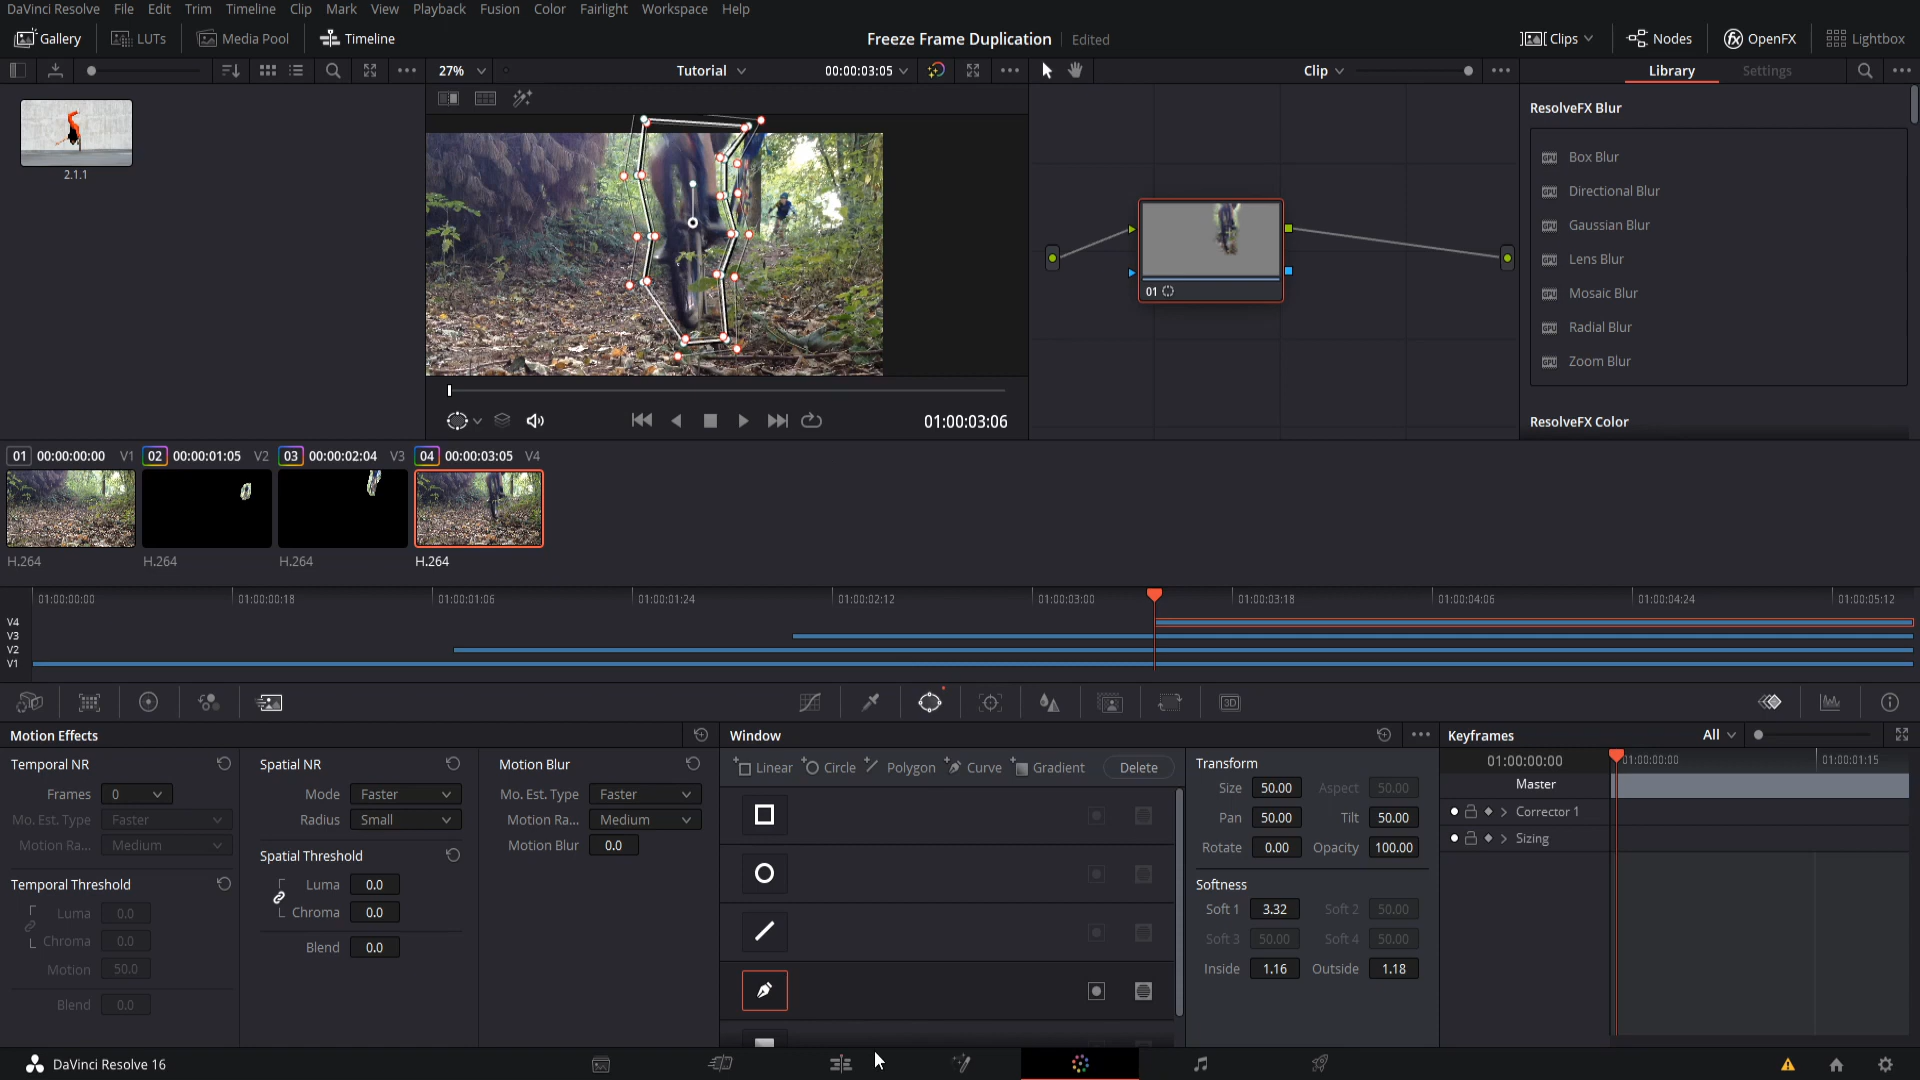 DaVinci Resolve File Edit Trim Timeline Clip Mark View Playback Fusion Color Fairlight Workspace Help
Gallery LUTs Media Pool Timeline Freeze Frame Duplication Edited Clips Nodes OpenFX Lightbox
27% Tutorial 00:00:03:05 Clip Library Settings
ResolveFX Blur
Box Blur
Directional Blur
Gaussian Blur
Lens Blur
Mosaic Blur
Radial Blur
Zoom Blur
ResolveFX Color
2.1.1
01
01:00:03:06
01 00:00:00:00 V1 02 00:00:01:05 V2 03 00:00:02:04 V3 04 00:00:03:05 V4
H.264 H.264 H.264 H.264
01:00:00:00 01:00:00:18 01:00:01:06 01:00:01:24 01:00:02:12 01:00:03:00 01:00:03:18 01:00:04:06 01:00:04:24 01:00:05:12
V4
V3
V2
V1
3D
Motion Effects
Temporal NR
Frames 0
Mo. Est. Type Faster
Motion Ra... Medium
Temporal Threshold
Luma 0.0
Chroma 0.0
Motion 50.0
Blend 0.0
Spatial NR
Mode Faster
Radius Small
Spatial Threshold
Luma 0.0
Chroma 0.0
Blend 0.0
Motion Blur
Mo. Est. Type Faster
Motion Ra... Medium
Motion Blur 0.0
Window
Linear Circle Polygon Curve Gradient Delete
Transform
Size 50.00 Aspect 50.00
Pan 50.00 Tilt 50.00
Rotate 0.00 Opacity 100.00
Softness
Soft 1 3.32 Soft 2 50.00
Soft 3 50.00 Soft 4 50.00
Inside 1.16 Outside 1.18
Keyframes All
01:00:00:00 01:00:00:00 01:00:01:15
Master
Corrector 1
Sizing
DaVinci Resolve 16